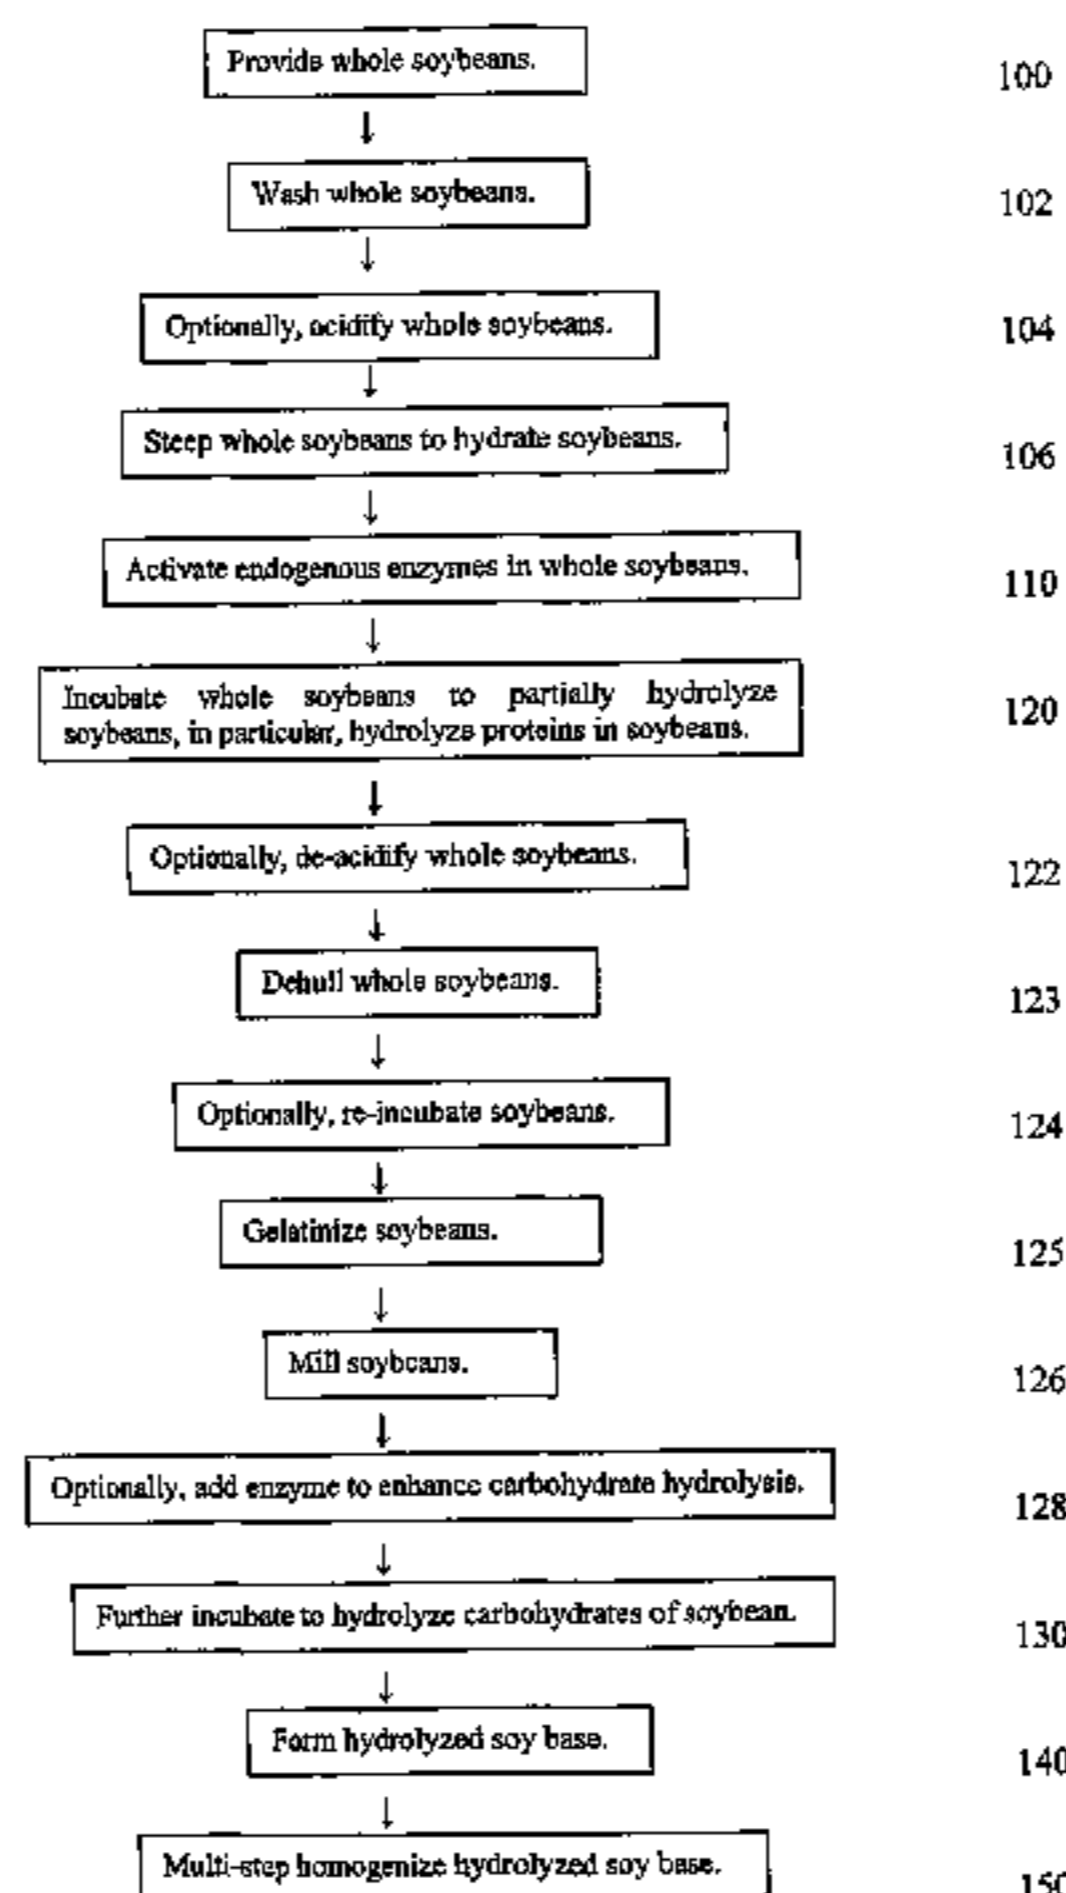 Provide whole soybeans. 100
Wash whole soybeans. 102
Optionally, acidify whole soybeans. 104
Steep whole soybeans to hydrate soybeans. 106
Activate endogenous enzymes in whole soybeans. 110
Incubate whole soybeans to partially hydrolyze
soybeans, in particular, hydrolyze proteins in soybeans. 120
Optionally, de-acidify whole soybeans. 122
Dehull whole soybeans. 123
Optionally, re-incubate soybeans. 124
Gelatinize soybeans. 125
Mill soybeans. 126
Optionally, add enzyme to enhance carbohydrate hydrolysis. 128
Further incubate to hydrolyze carbohydrates of soybean. 130
Form hydrolyzed soy base. 140
Multi-step homogenize hydrolyzed soy base. 150